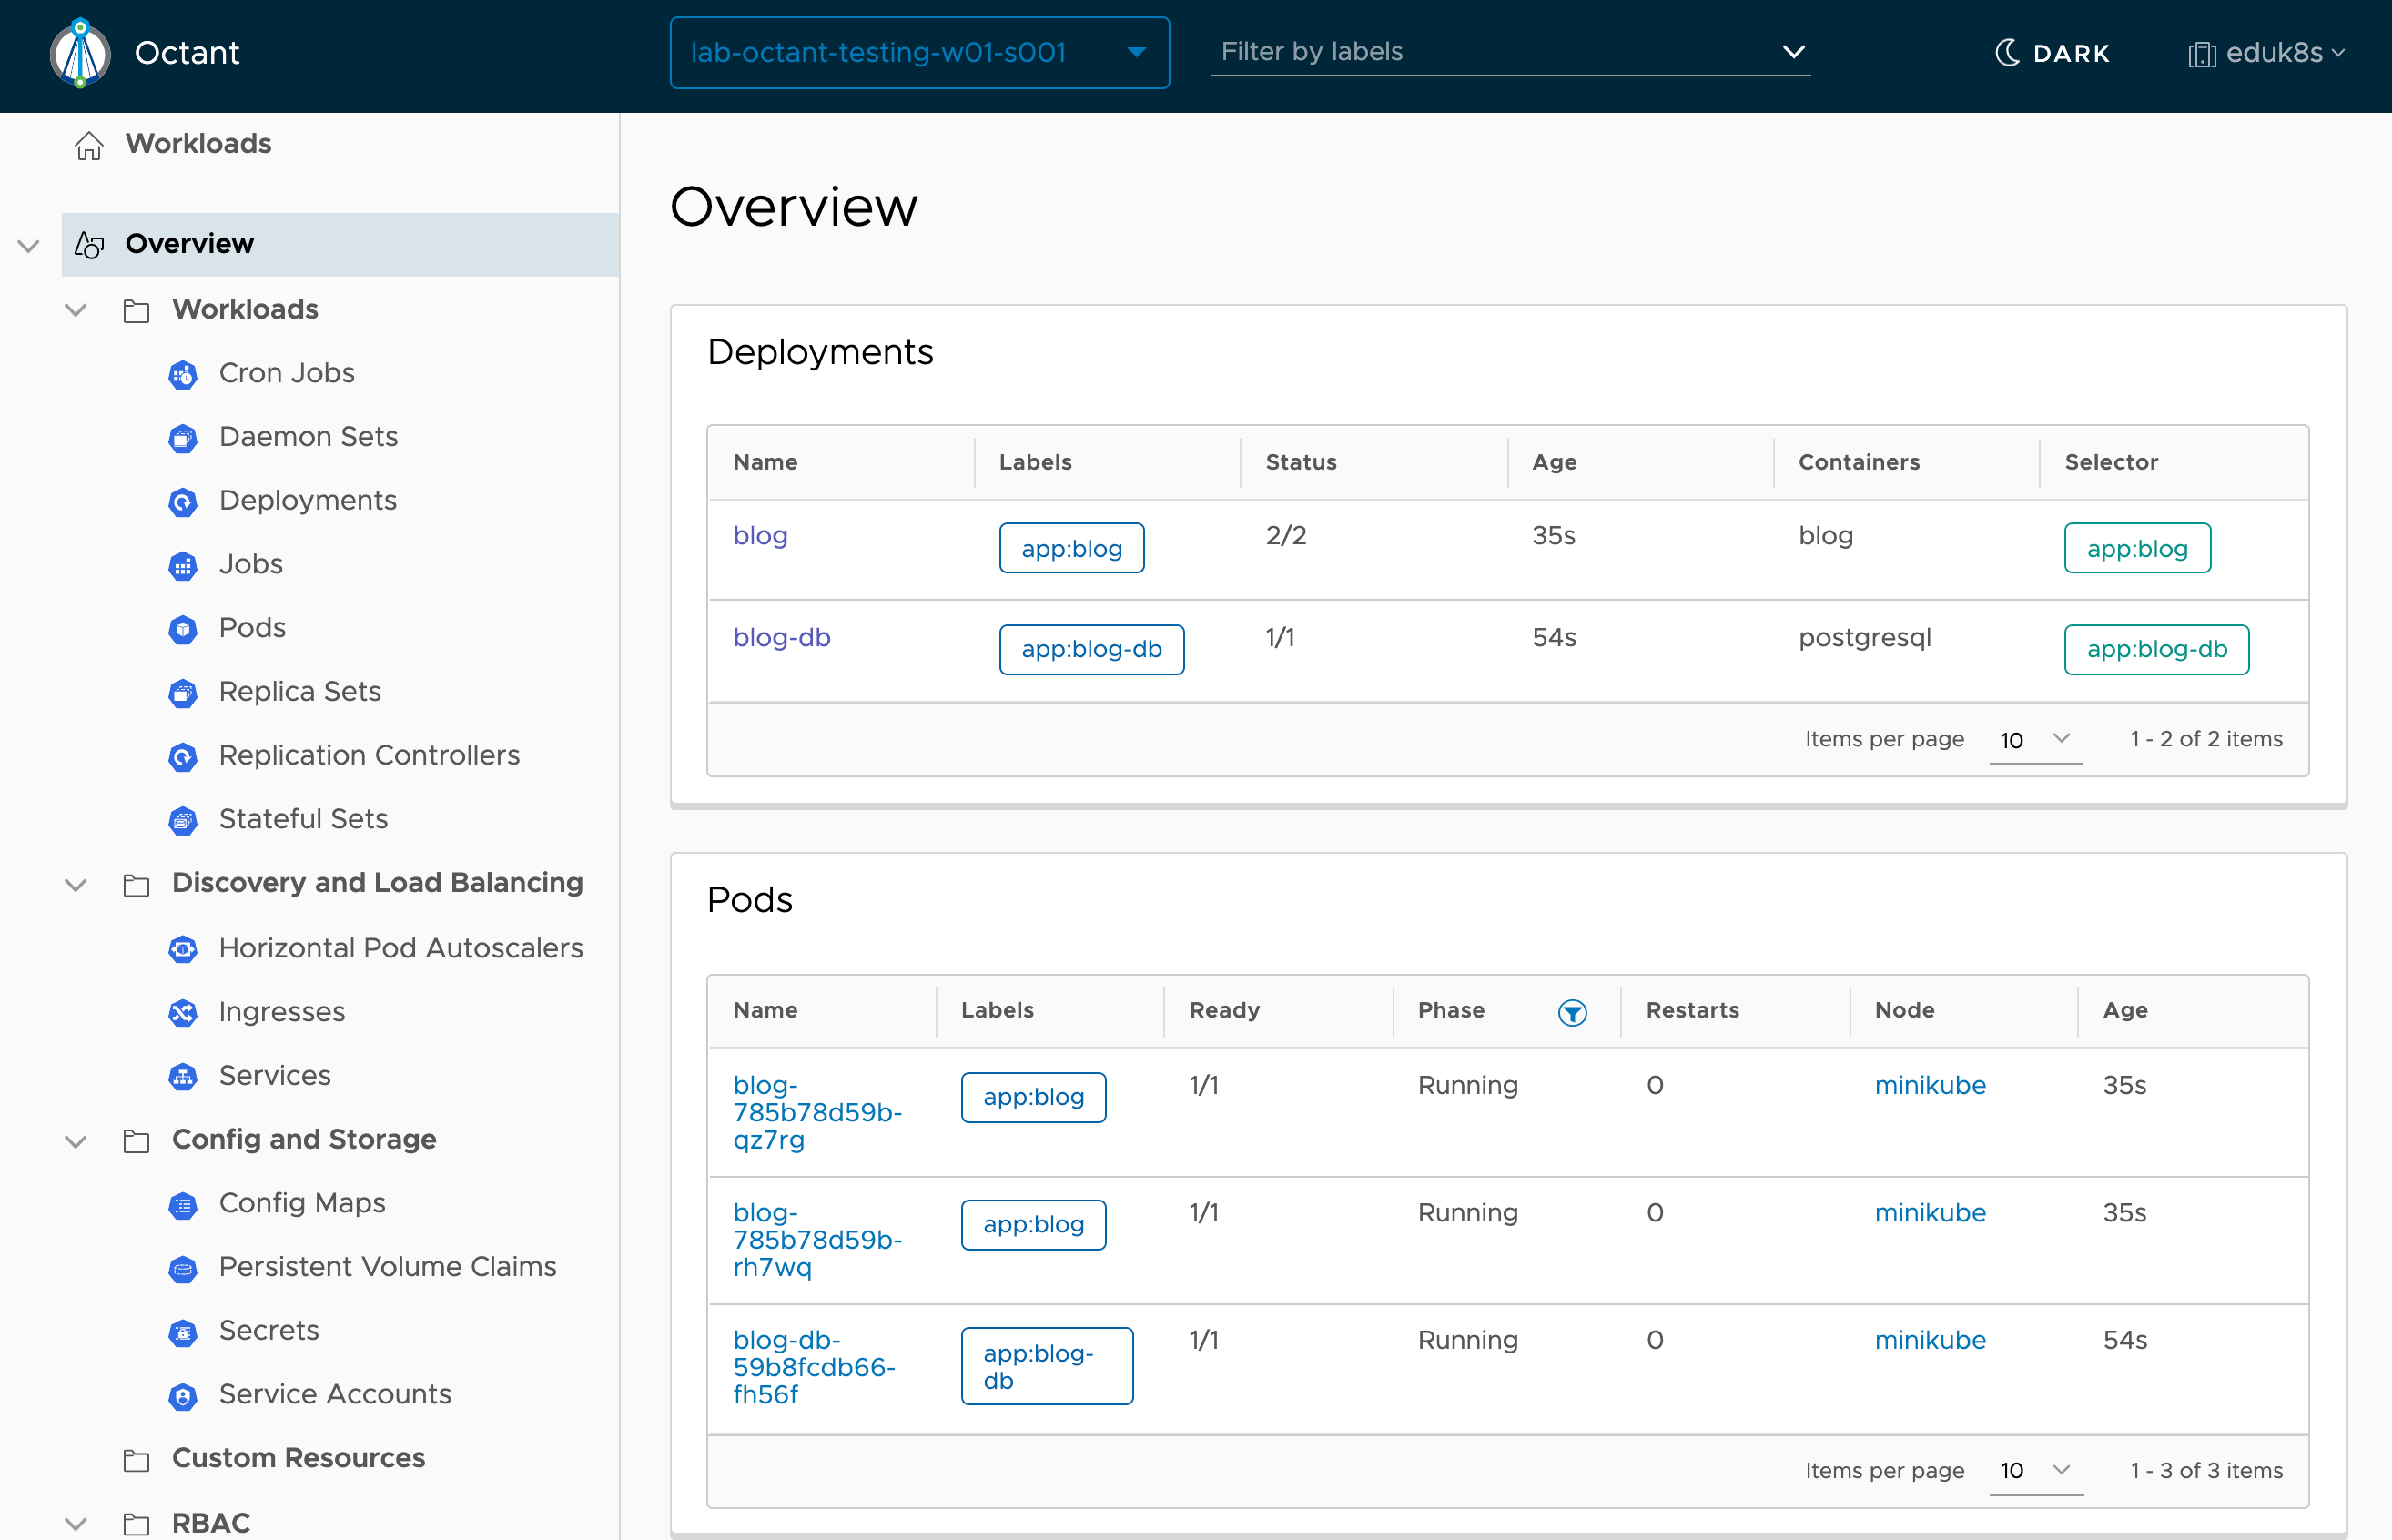 Octant
lab-octant-testing-w01-s001
Filter by labels
DARK
eduk8s
Workloads
Overview
Workloads
Cron Jobs
Daemon Sets
Deployments
Jobs
Pods
Replica Sets
Replication Controllers
Stateful Sets
Discovery and Load Balancing
Horizontal Pod Autoscalers
Ingresses
Services
Config and Storage
Config Maps
Persistent Volume Claims
Secrets
Service Accounts
Custom Resources
RBAC
Overview
Deployments
Name Labels Status Age Containers Selector
blog app:blog 2/2 35s blog app:blog
blog-db app:blog-db 1/1 54s postgresql app:blog-db
Items per page 10 1 - 2 of 2 items
Pods
Name Labels Ready Phase Restarts Node Age
blog- app:blog 1/1 Running 0 minikube 35s
785b78d59b-
qz7rg
blog- app:blog 1/1 Running 0 minikube 35s
785b78d59b-
rh7wq
blog-db- app:blog- 1/1 Running 0 minikube 54s
59b8fcdb66- db
fh56f
Items per page 10 1 - 3 of 3 items